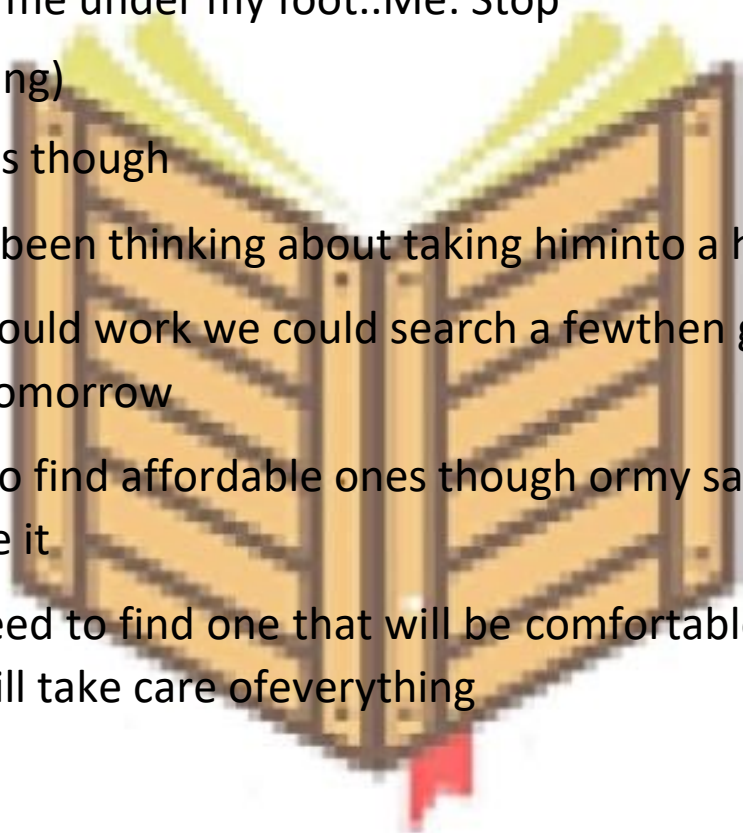 me under my foot..Me: Stop
ng)
s though
been thinking about taking himinto a h
ould work we could search a fewthen g
omorrow
o find affordable ones though ormy sa
e it
eed to find one that will be comfortable
ill take care ofeverything